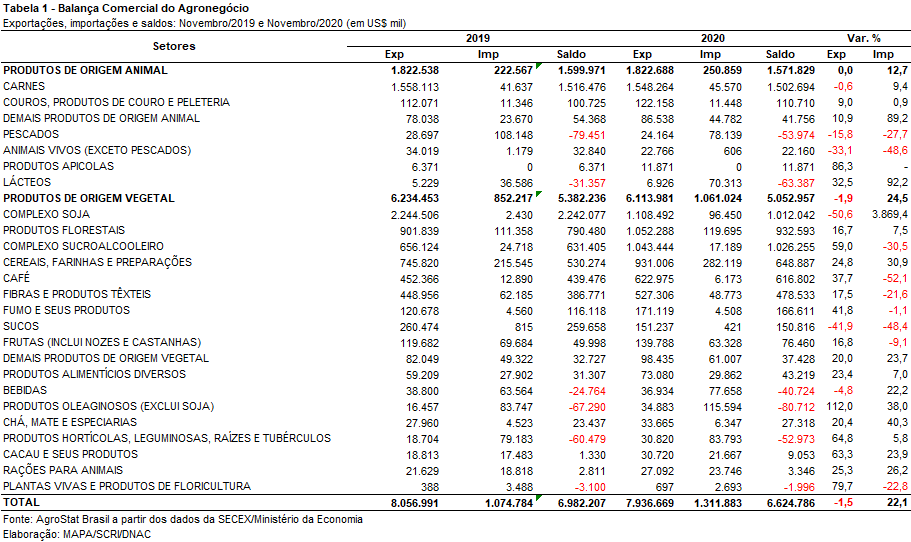 Tabela 1 - Balança Comercial do Agronegócio
Exportações, importações e saldos: Novembro/2019 e Novembro/2020 (em US$ mil)
Setores 2019 2020 Var. %
Exp Imp Saldo Exp Imp Saldo Exp Imp
PRODUTOS DE ORIGEM ANIMAL 1.822.538 222.567 1.599.971 1.822.688 250.859 1.571.829 0,0 12,7
CARNES 1.558.113 41.637 1.516.476 1.548.264 45.570 1.502.694 -0,6 9,4
COUROS, PRODUTOS DE COURO E PELETERIA 112.071 11.346 100.725 122.158 11.448 110.710 9,0 0,9
DEMAIS PRODUTOS DE ORIGEM ANIMAL 78.038 23.670 54.368 86.538 44.782 41.756 10,9 89,2
PESCADOS 28.697 108.148 -79.451 24.164 78.139 -53.974 -15,8 -27,7
ANIMAIS VIVOS (EXCETO PESCADOS) 34.019 1.179 32.840 22.766 606 22.160 -33,1 -48,6
PRODUTOS APICOLAS 6.371 0 6.371 11.871 0 11.871 86,3 -
LÁCTEOS 5.229 36.586 -31.357 6.926 70.313 -63.387 32,5 92,2
PRODUTOS DE ORIGEM VEGETAL 6.234.453 852.217 5.382.236 6.113.981 1.061.024 5.052.957 -1,9 24,5
COMPLEXO SOJA 2.244.506 2.430 2.242.077 1.108.492 96.450 1.012.042 -50,6 3.869,4
PRODUTOS FLORESTAIS 901.839 111.358 790.480 1.052.288 119.695 932.593 16,7 7,5
COMPLEXO SUCROALCOOLEIRO 656.124 24.718 631.405 1.043.444 17.189 1.026.255 59,0 -30,5
CEREAIS, FARINHAS E PREPARAÇÕES 745.820 215.545 530.274 931.006 282.119 648.887 24,8 30,9
CAFÉ 452.366 12.890 439.476 622.975 6.173 616.802 37,7 -52,1
FIBRAS E PRODUTOS TÊXTEIS 448.956 62.185 386.771 527.306 48.773 478.533 17,5 -21,6
FUMO E SEUS PRODUTOS 120.678 4.560 116.118 171.119 4.508 166.611 41,8 -1,1
SUCOS 260.474 815 259.658 151.237 421 150.816 -41,9 -48,4
FRUTAS (INCLUI NOZES E CASTANHAS) 119.682 69.684 49.998 139.788 63.328 76.460 16,8 -9,1
DEMAIS PRODUTOS DE ORIGEM VEGETAL 82.049 49.322 32.727 98.435 61.007 37.428 20,0 23,7
PRODUTOS ALIMENTÍCIOS DIVERSOS 59.209 27.902 31.307 73.080 29.862 43.219 23,4 7,0
BEBIDAS 38.800 63.564 -24.764 36.934 77.658 -40.724 -4,8 22,2
PRODUTOS OLEAGINOSOS (EXCLUI SOJA) 16.457 83.747 -67.290 34.883 115.594 -80.712 112,0 38,0
CHÁ, MATE E ESPECIARIAS 27.960 4.523 23.437 33.665 6.347 27.318 20,4 40,3
PRODUTOS HORTÍCOLAS, LEGUMINOSAS, RAÍZES E TUBÉRCULOS 18.704 79.183 -60.479 30.820 83.793 -52.973 64,8 5,8
CACAU E SEUS PRODUTOS 18.813 17.483 1.330 30.720 21.667 9.053 63,3 23,9
RAÇÕES PARA ANIMAIS 21.629 18.818 2.811 27.092 23.746 3.346 25,3 26,2
PLANTAS VIVAS E PRODUTOS DE FLORICULTURA 388 3.488 -3.100 697 2.693 -1.996 79,7 -22,8
TOTAL 8.056.991 1.074.784 6.982.207 7.936.669 1.311.883 6.624.786 -1,5 22,1
Fonte: AgroStat Brasil a partir dos dados da SECEX/Ministério da Economia
Elaboração: MAPA/SCRI/DNAC